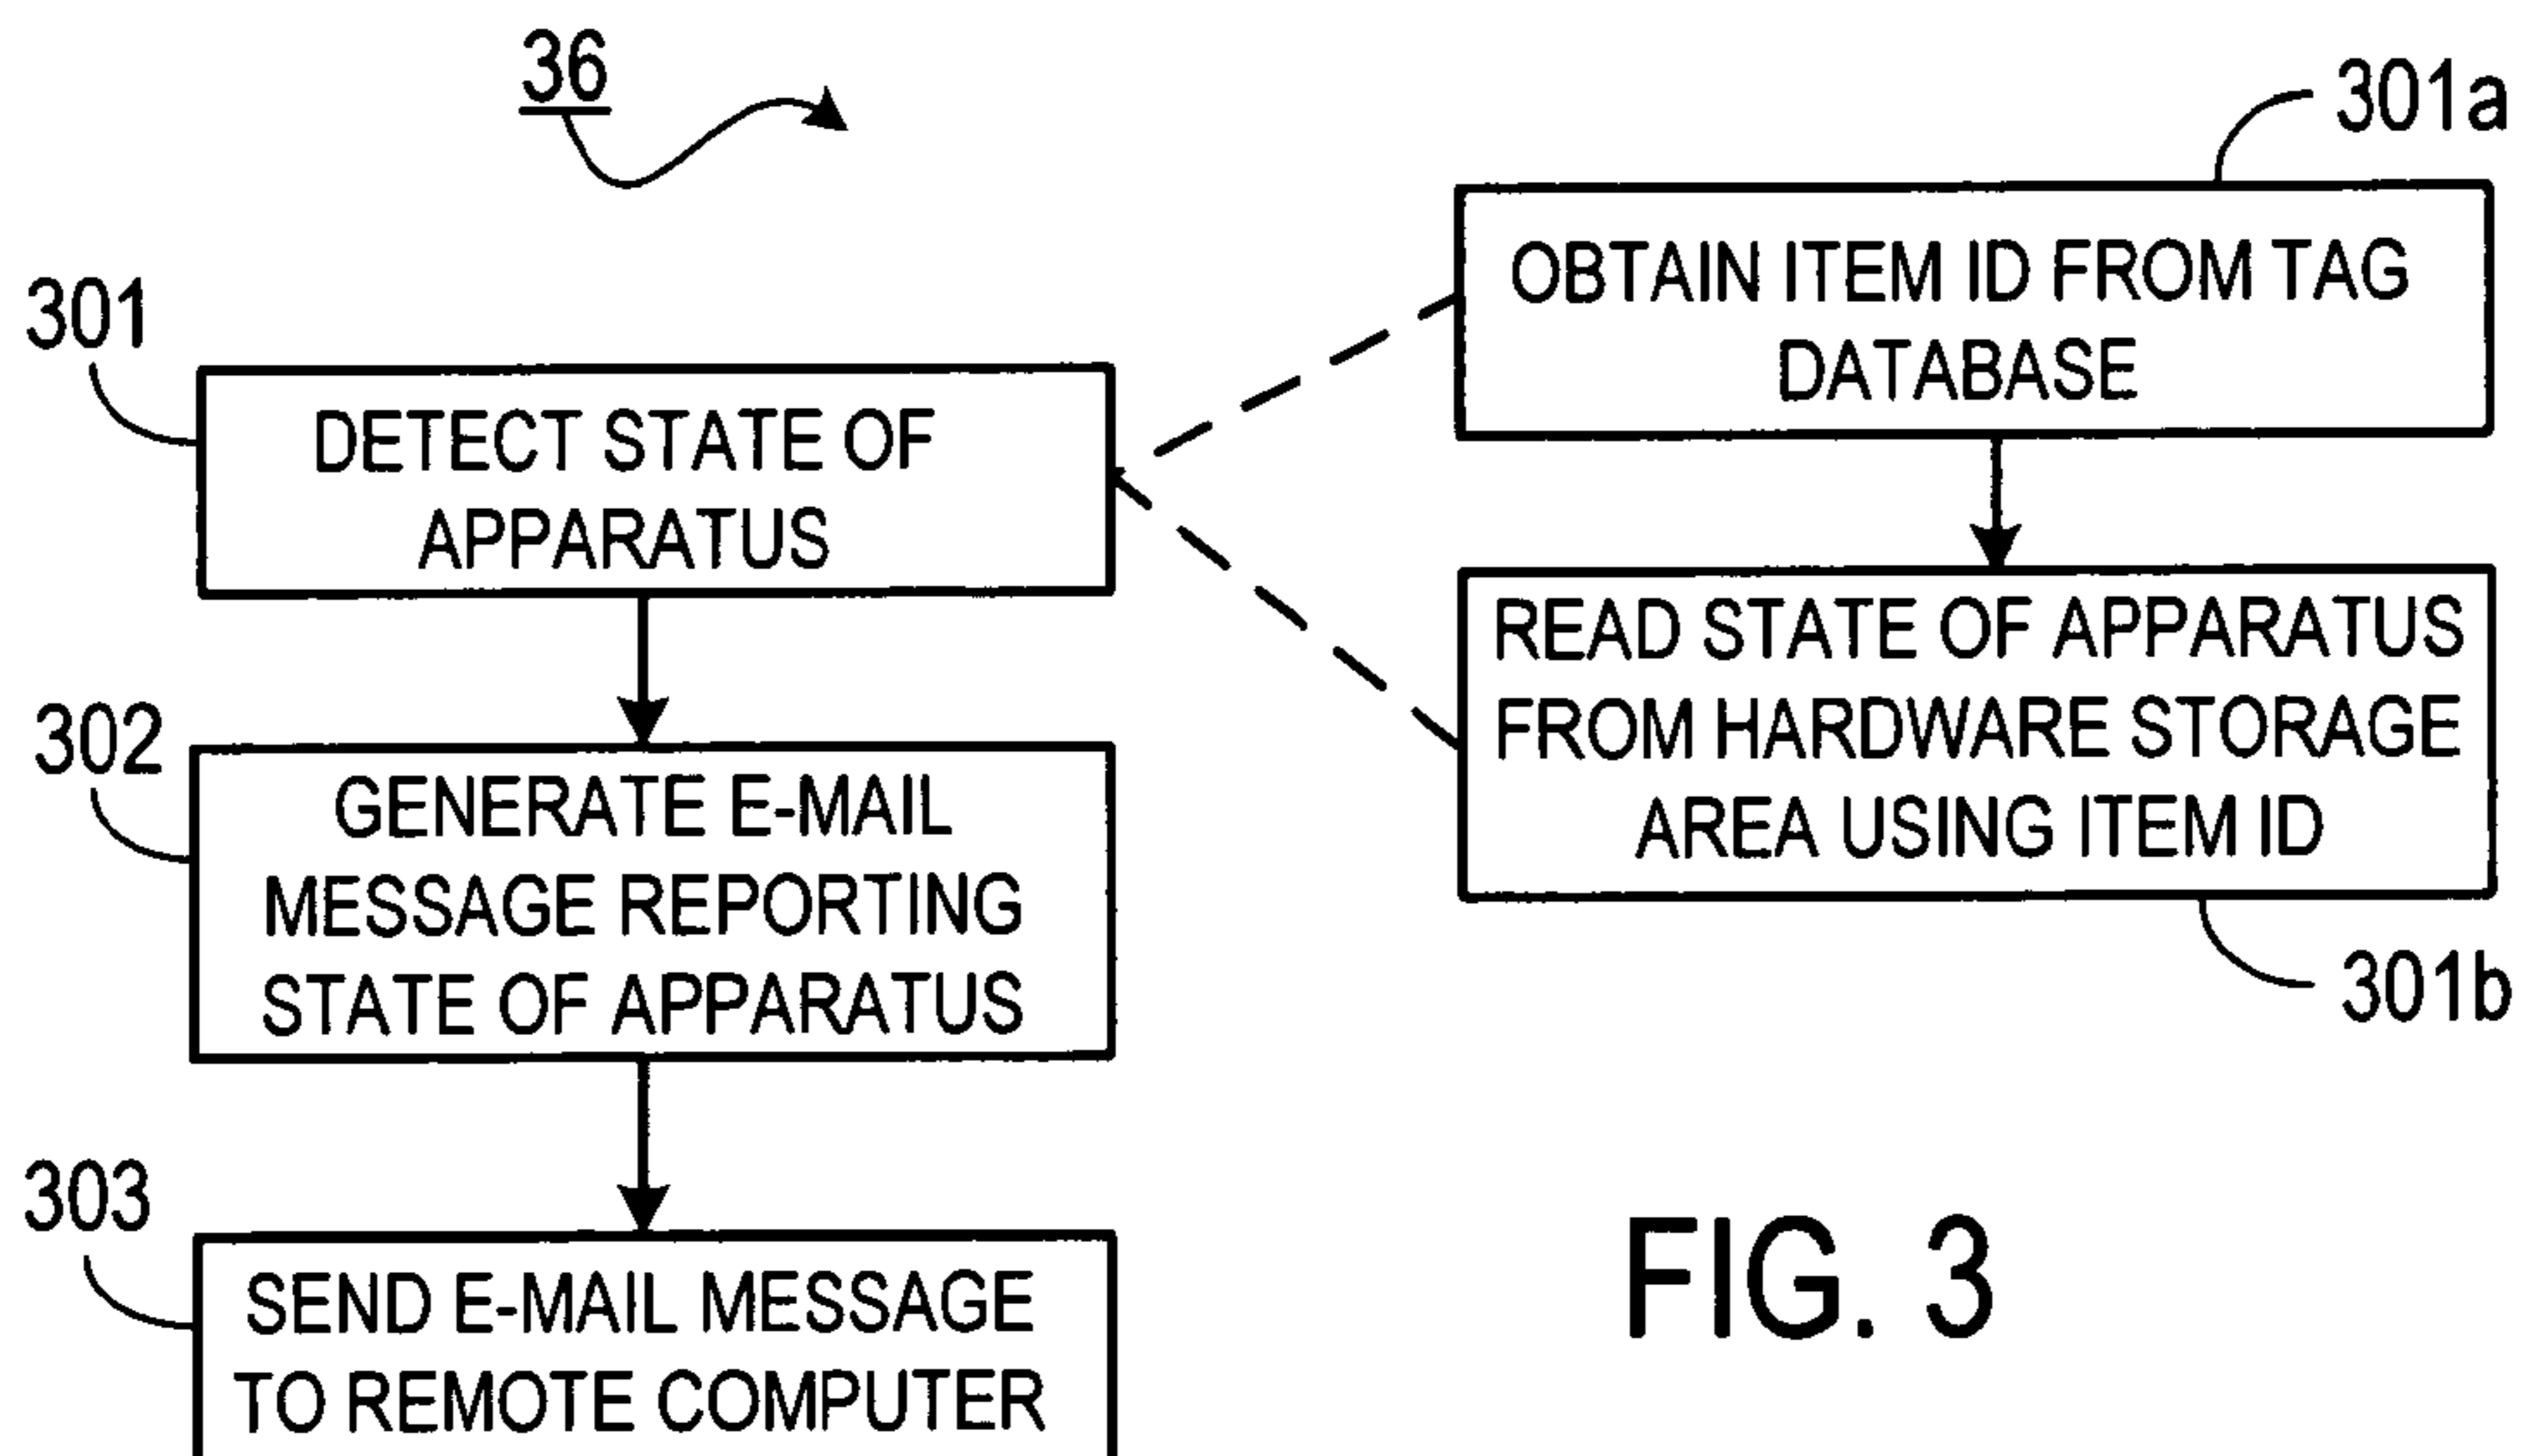 36
301a
OBTAIN ITEM ID FROM TAG
DATABASE
301
DETECT STATE OF
APPARATUS
READ STATE OF APPARATUS
FROM HARDWARE STORAGE
AREA USING ITEM ID
301b
302
GENERATE E-MAIL
MESSAGE REPORTING
STATE OF APPARATUS
303
SEND E-MAIL MESSAGE
TO REMOTE COMPUTER
FIG. 3